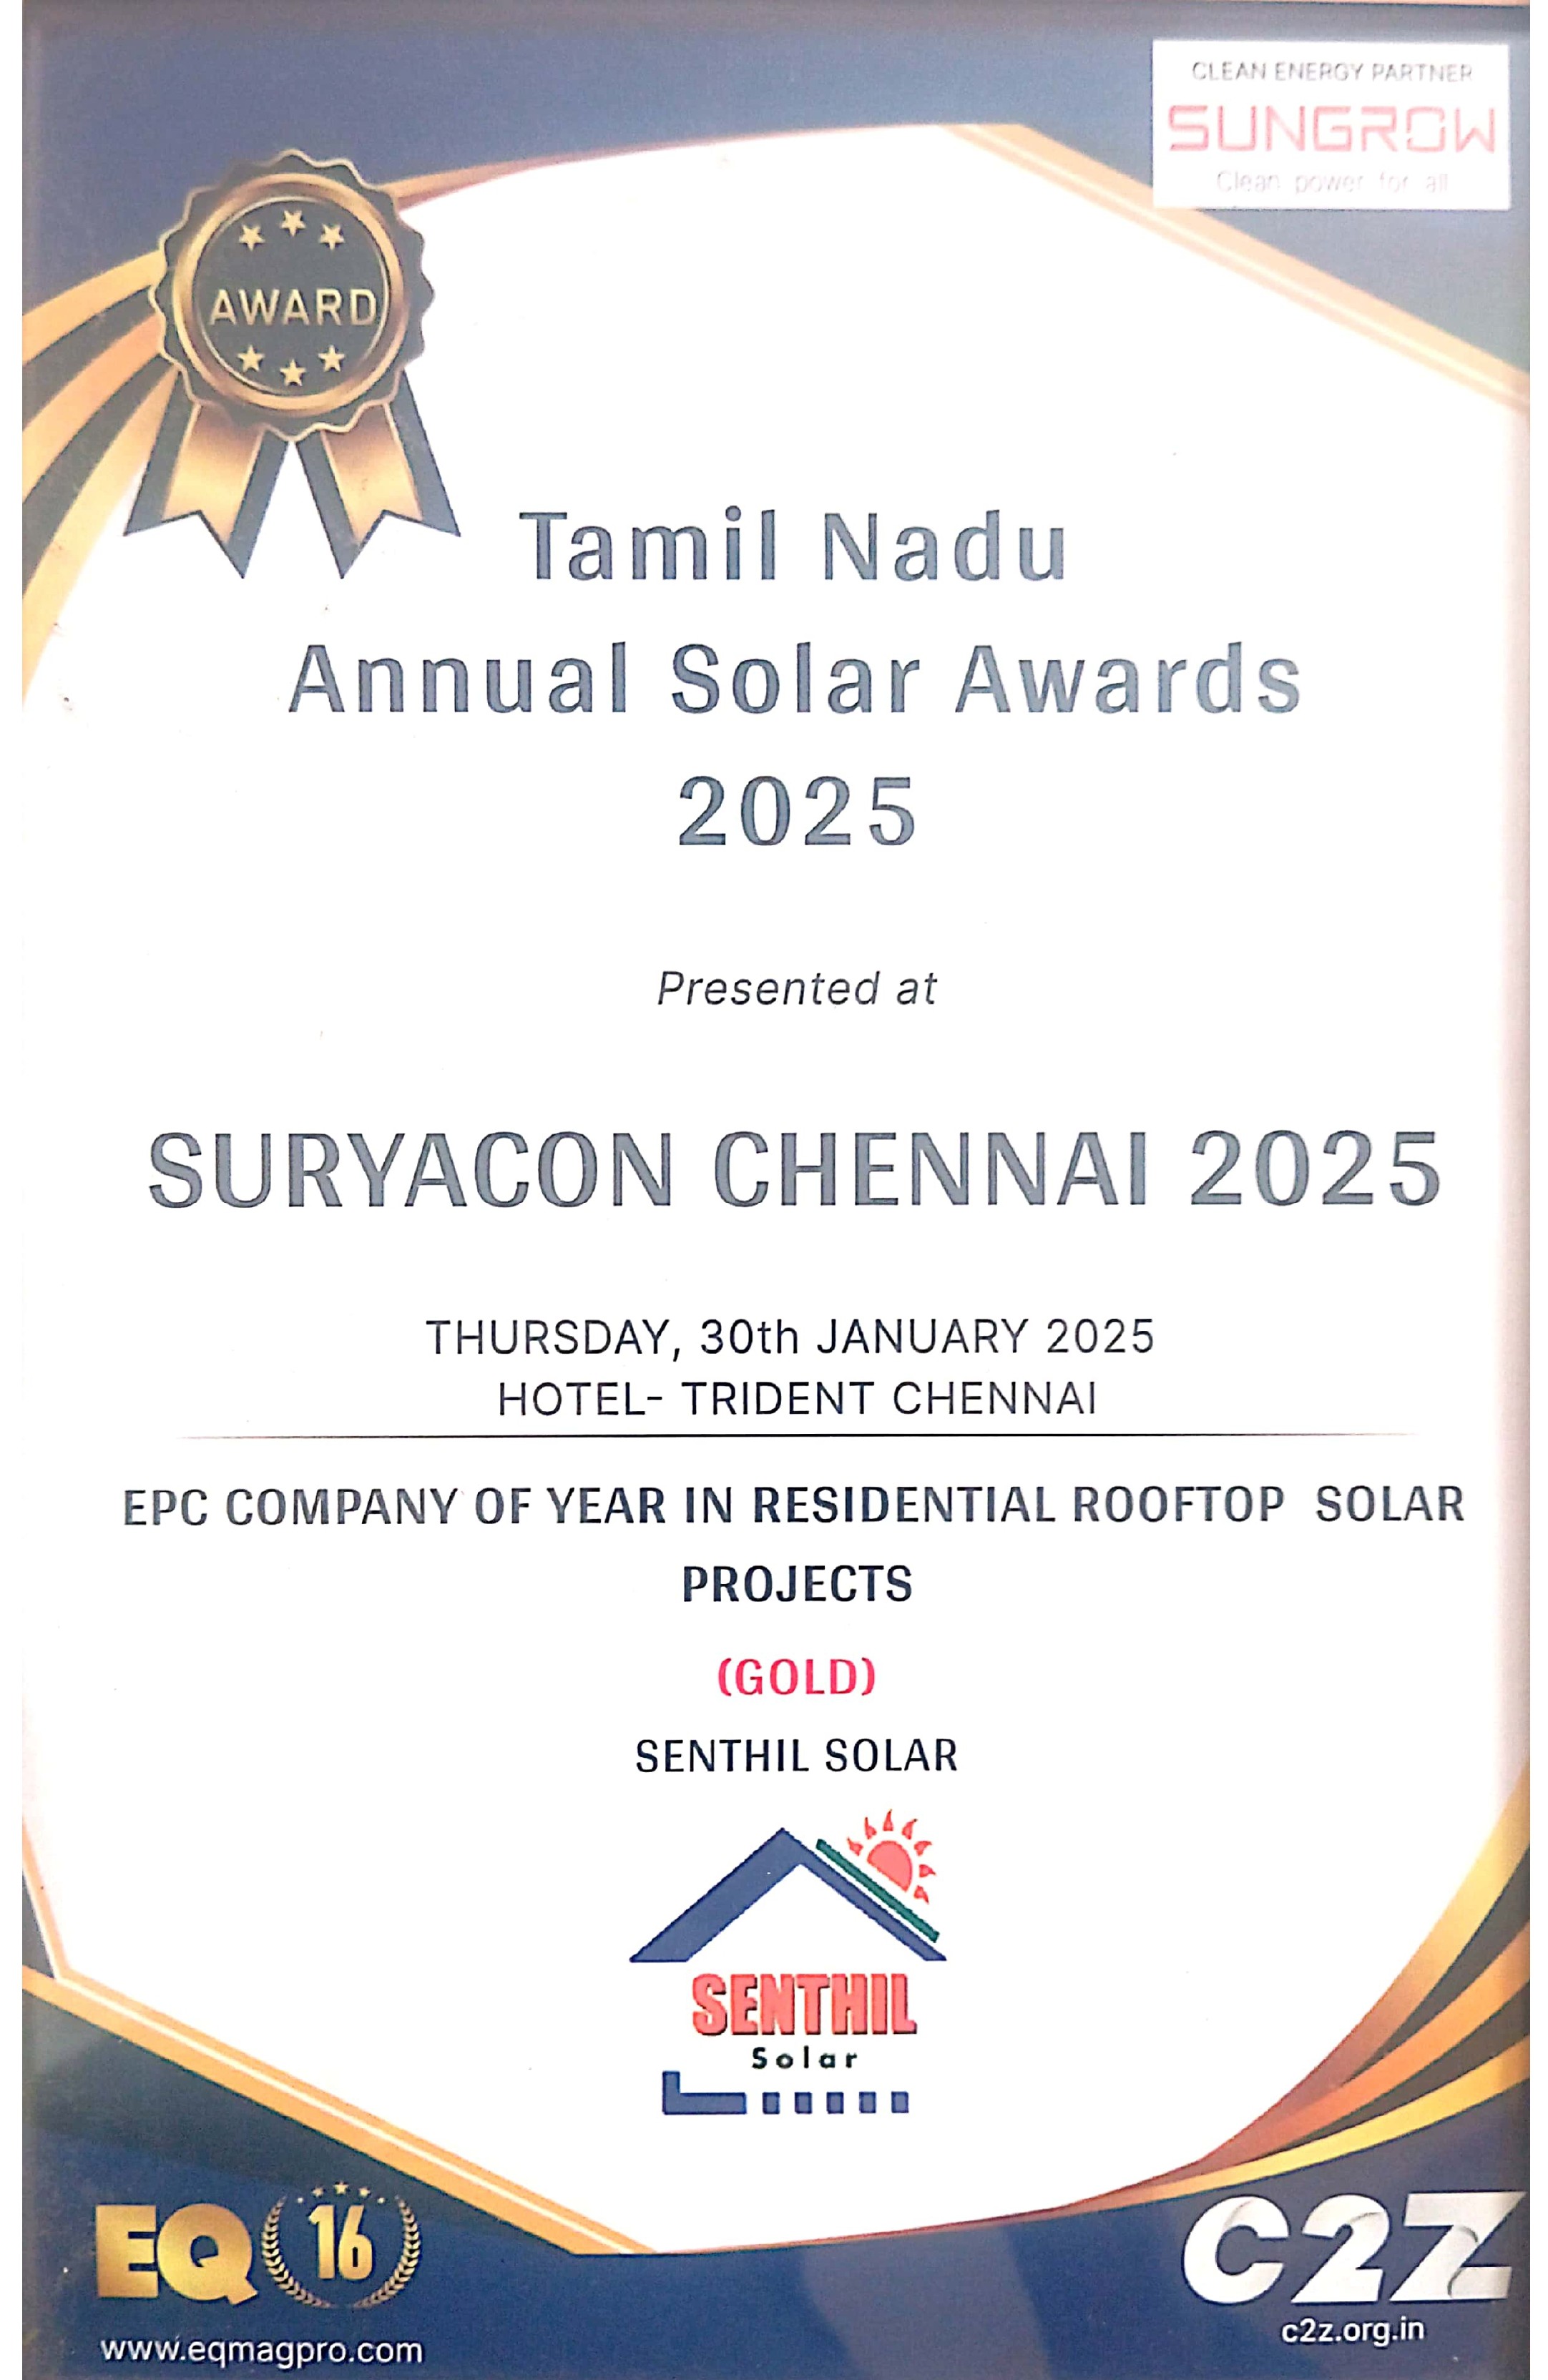 CLEAN ENERGY PARTNER
SUNGROW
Clean power for all
AWARD
Tamil Nadu
Annual Solar Awards
2025
Presented at
SURYACON CHENNAI 2025
THURSDAY, 30th JANUARY 2025
HOTEL- TRIDENT CHENNAI
EPC COMPANY OF YEAR IN RESIDENTIAL ROOFTOP SOLAR
PROJECTS
(GOLD)
SENTHIL SOLAR
SENTHIL
Solar
EQ 16
www.eqmagpro.com
C2Z
c2z.org.in